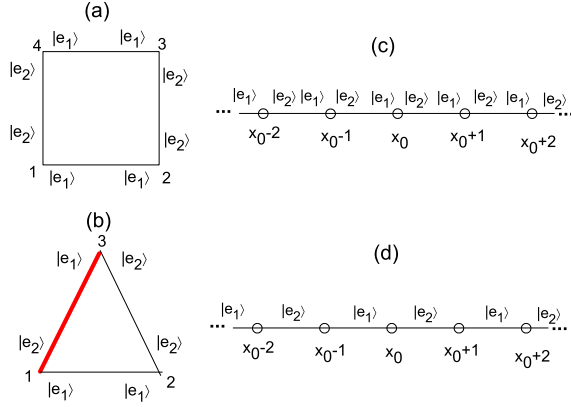 (a)
4 |e1⟩ |e1⟩ 3
|e2⟩ |e2⟩
|e2⟩ |e2⟩
1 |e1⟩ |e1⟩ 2
(b)
3
|e1⟩ |e2⟩
|e2⟩ |e2⟩
1 |e1⟩ |e1⟩ 2
(c)
... |e1⟩ |e2⟩ |e1⟩ |e2⟩ |e1⟩ |e2⟩ |e1⟩ |e2⟩ |e1⟩ |e2⟩ ...
x0-2 x0-1 x0 x0+1 x0+2
(d)
... |e1⟩ |e2⟩ |e1⟩ |e2⟩ |e1⟩ |e2⟩ ...
x0-2 x0-1 x0 x0+1 x0+2